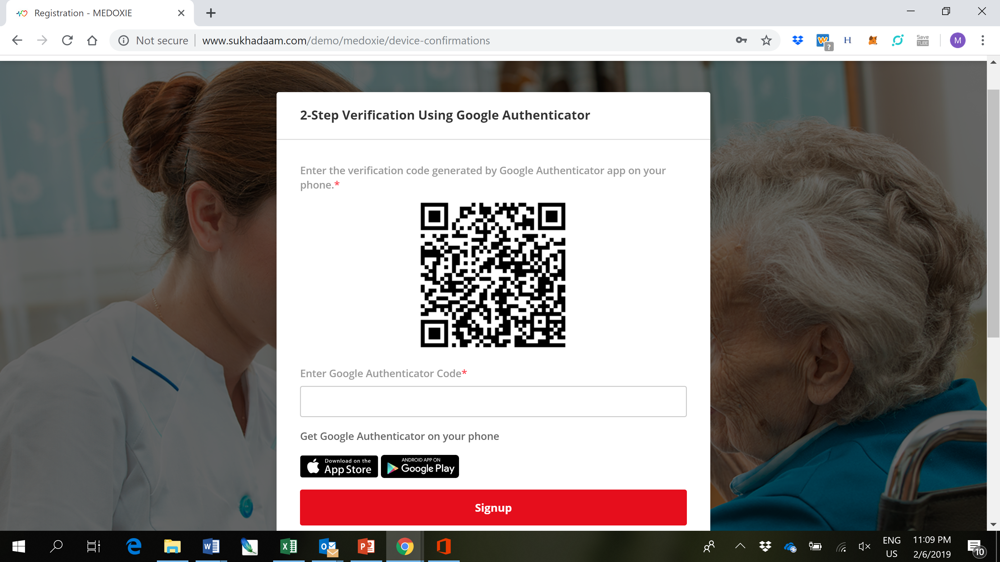 Registration - MEDOXIE
Not secure
www.sukhadaam.com/demo/medoxie/device-confirmations
W
?
H
Save
TUBE
M
2-Step Verification Using Google Authenticator
Enter the verification code generated by Google Authenticator app on your
phone.*
Enter Google Authenticator Code*
Get Google Authenticator on your phone
Download on the
App Store
ANDROID APP ON
Google Play
Signup
ENG
US
11:09 PM
2/6/2019
10